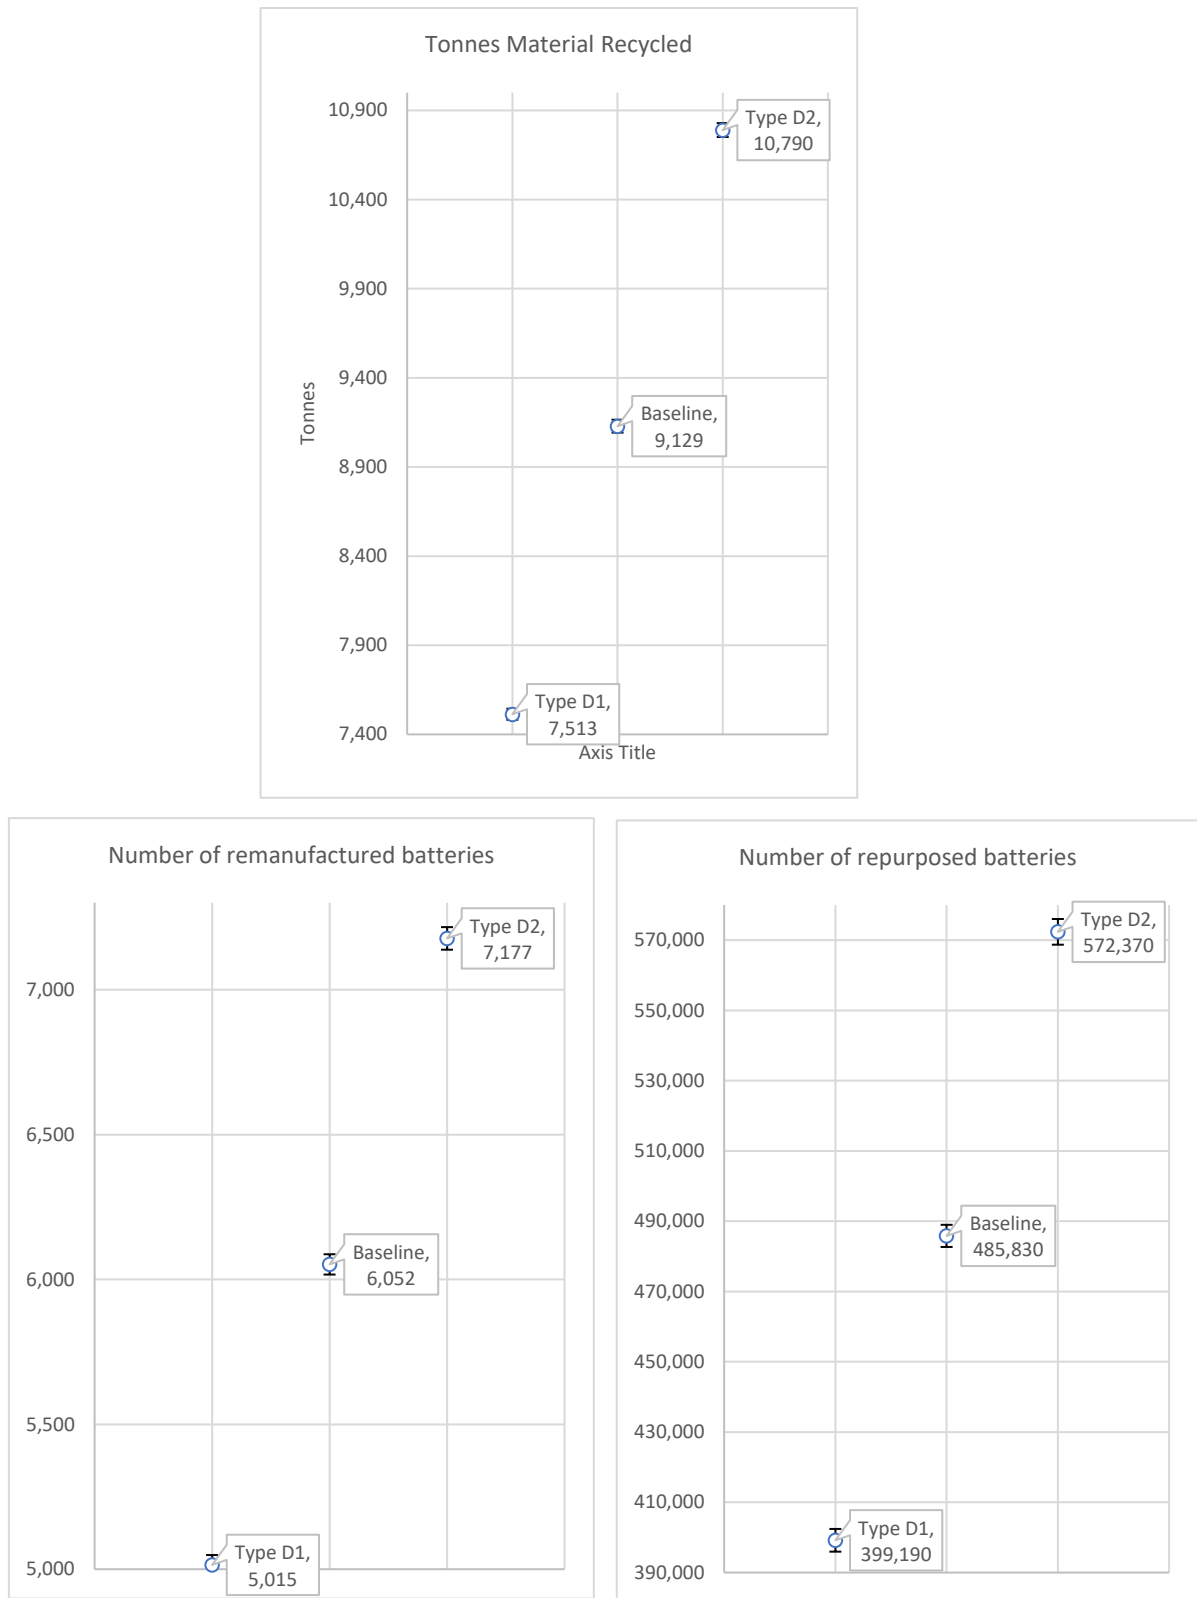 Tonnes Material Recycled
10,900
10,400
9,900
9,400
8,900
8,400
7,900
7,400
Tonnes
Type D2,
10,790
Baseline,
9,129
Type D1,
7,513
Axis Title
Number of remanufactured batteries
7,000
6,500
6,000
5,500
5,000
Type D2,
7,177
Baseline,
6,052
Type D1,
5,015
Number of repurposed batteries
570,000
550,000
530,000
510,000
490,000
470,000
450,000
430,000
410,000
390,000
Type D2,
572,370
Baseline,
485,830
Type D1,
399,190